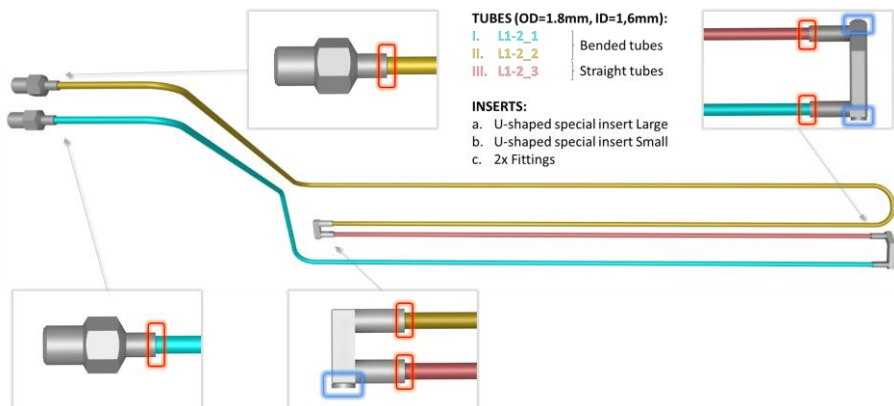 TUBES (OD=1.8mm, ID=1,6mm):
I. L1-2_1
II. L1-2_2
III. L1-2_3
Bended tubes
Straight tubes
INSERTS:
a. U-shaped special insert Large
b. U-shaped special insert Small
c. 2x Fittings